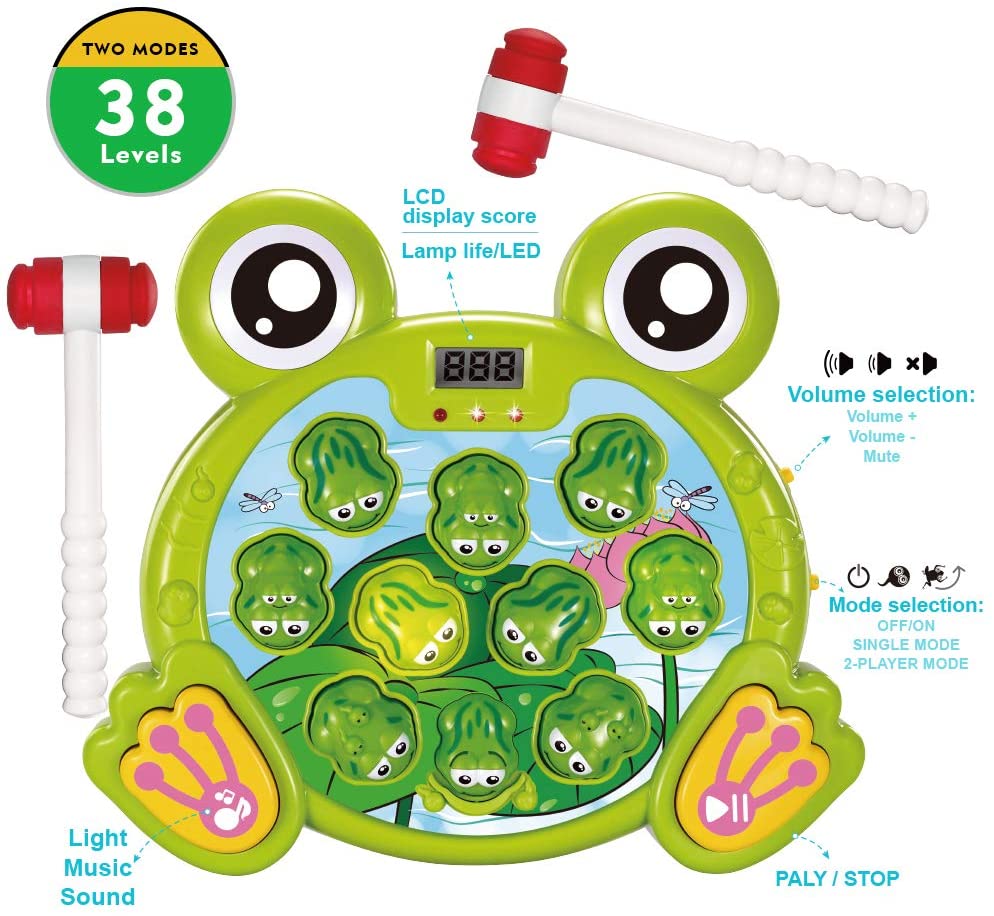 TWO MODES
38
Levels
LCD
display score
Lamp life/LED
888
Volume selection:
Volume +
Volume -
Mute
Mode selection:
OFF/ON
SINGLE MODE
2-PLAYER MODE
Light
Music
Sound
PALY / STOP